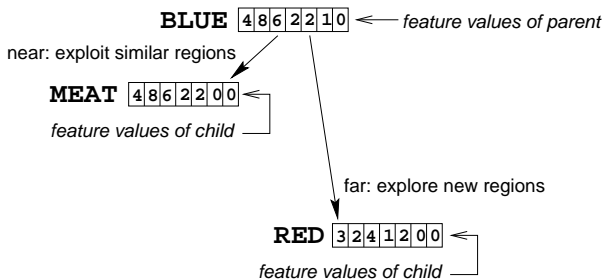 BLUE 4 8 6 2 2 1 0 feature values of parent
near: exploit similar regions
MEAT 4 8 6 2 2 0 0
feature values of child
far: explore new regions
RED 3 2 4 1 2 0 0
feature values of child